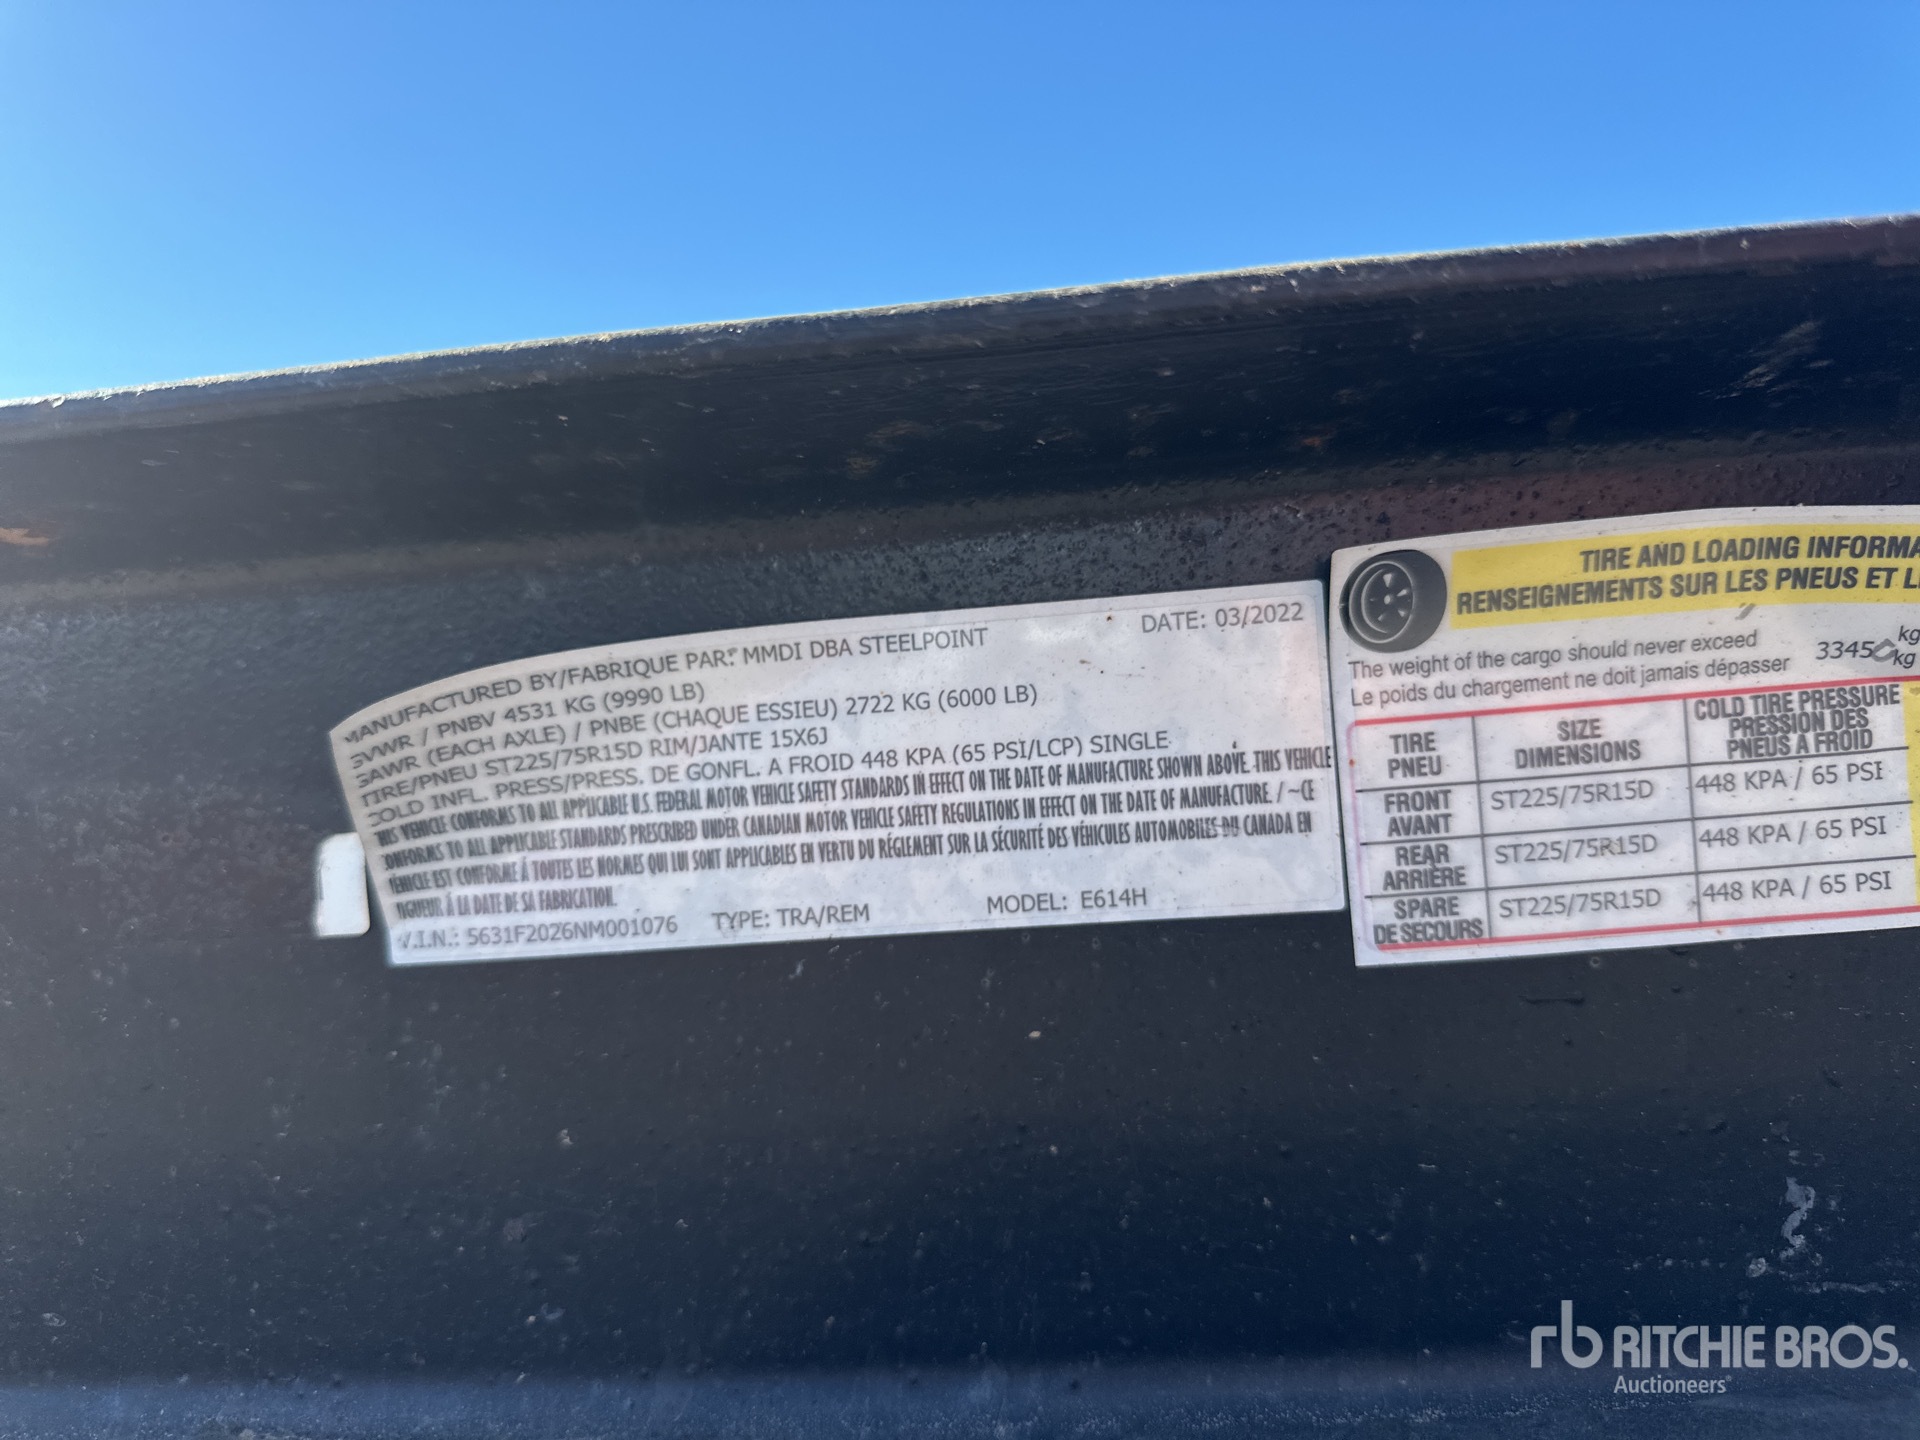 MANUFACTURED BY/FABRIQUE PAR: MMDI DBA STEELPOINT DATE: 03/2022
GVWR / PNBV 4531 KG (9990 LB)
GAWR (EACH AXLE) / PNBE (CHAQUE ESSIEU) 2722 KG (6000 LB)
TIRE/PNEU ST225/75R15D RIM/JANTE 15X6J
COLD INFL. PRESS/PRESS. DE GONFL. A FROID 448 KPA (65 PSI/LCP) SINGLE
THIS VEHICLE CONFORMS TO ALL APPLICABLE U.S. FEDERAL MOTOR VEHICLE SAFETY STANDARDS IN EFFECT ON THE DATE OF MANUFACTURE SHOWN ABOVE. THIS VEHICLE
CONFORMS TO ALL APPLICABLE STANDARDS PRESCRIBED UNDER CANADIAN MOTOR VEHICLE SAFETY REGULATIONS IN EFFECT ON THE DATE OF MANUFACTURE. / ~CE
VÉHICLE EST CONFORME À TOUTES LES NORMES QUI LUI SONT APPLICABLES EN VERTU DU RÉGLEMENT SUR LA SÉCURITÉ DES VÉHICULES AUTOMOBILES DU CANADA EN
VIGUEUR À LA DATE DE SA FABRICATION.
V.I.N.: 5631F2026NM001076 TYPE: TRA/REM MODEL: E614H
TIRE AND LOADING INFORMA
RENSEIGNEMENTS SUR LES PNEUS ET L
The weight of the cargo should never exceed 3345 kg
Le poids du chargement ne doit jamais dépasser kg
TIRE SIZE COLD TIRE PRESSURE
PNEU DIMENSIONS PRESSION DES
PNEUS À FROID
FRONT ST225/75R15D 448 KPA / 65 PSI
AVANT
REAR ST225/75R15D 448 KPA / 65 PSI
ARRIÈRE
SPARE ST225/75R15D 448 KPA / 65 PSI
DE SECOURS
rb RITCHIE BROS.
Auctioneers